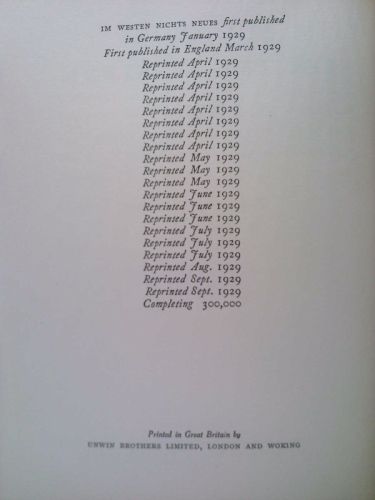 IM WESTEN NICHTS NEUES first published
in Germany January 1929
First published in England March 1929
Reprinted April 1929
Reprinted April 1929
Reprinted April 1929
Reprinted April 1929
Reprinted April 1929
Reprinted April 1929
Reprinted April 1929
Reprinted April 1929
Reprinted May 1929
Reprinted May 1929
Reprinted May 1929
Reprinted June 1929
Reprinted June 1929
Reprinted June 1929
Reprinted July 1929
Reprinted July 1929
Reprinted July 1929
Reprinted Aug. 1929
Reprinted Sept. 1929
Reprinted Sept. 1929
Completing 300,000
Printed in Great Britain by
UNWIN BROTHERS LIMITED, LONDON AND WOKING